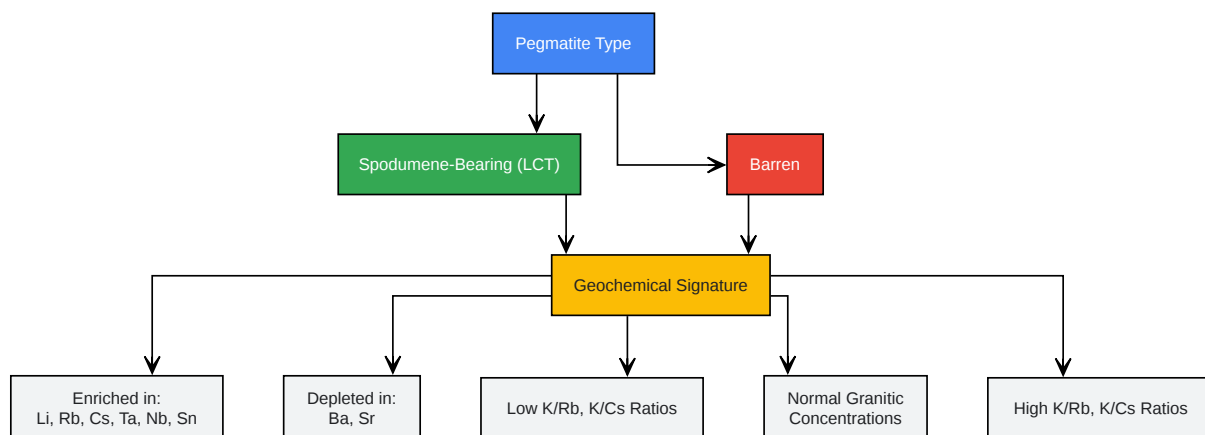 Pegmatite Type
Spodumene-Bearing (LCT)
Barren
Geochemical Signature
Enriched in:
Li, Rb, Cs, Ta, Nb, Sn
Depleted in:
Ba, Sr
Low K/Rb, K/Cs Ratios
Normal Granitic
Concentrations
High K/Rb, K/Cs Ratios